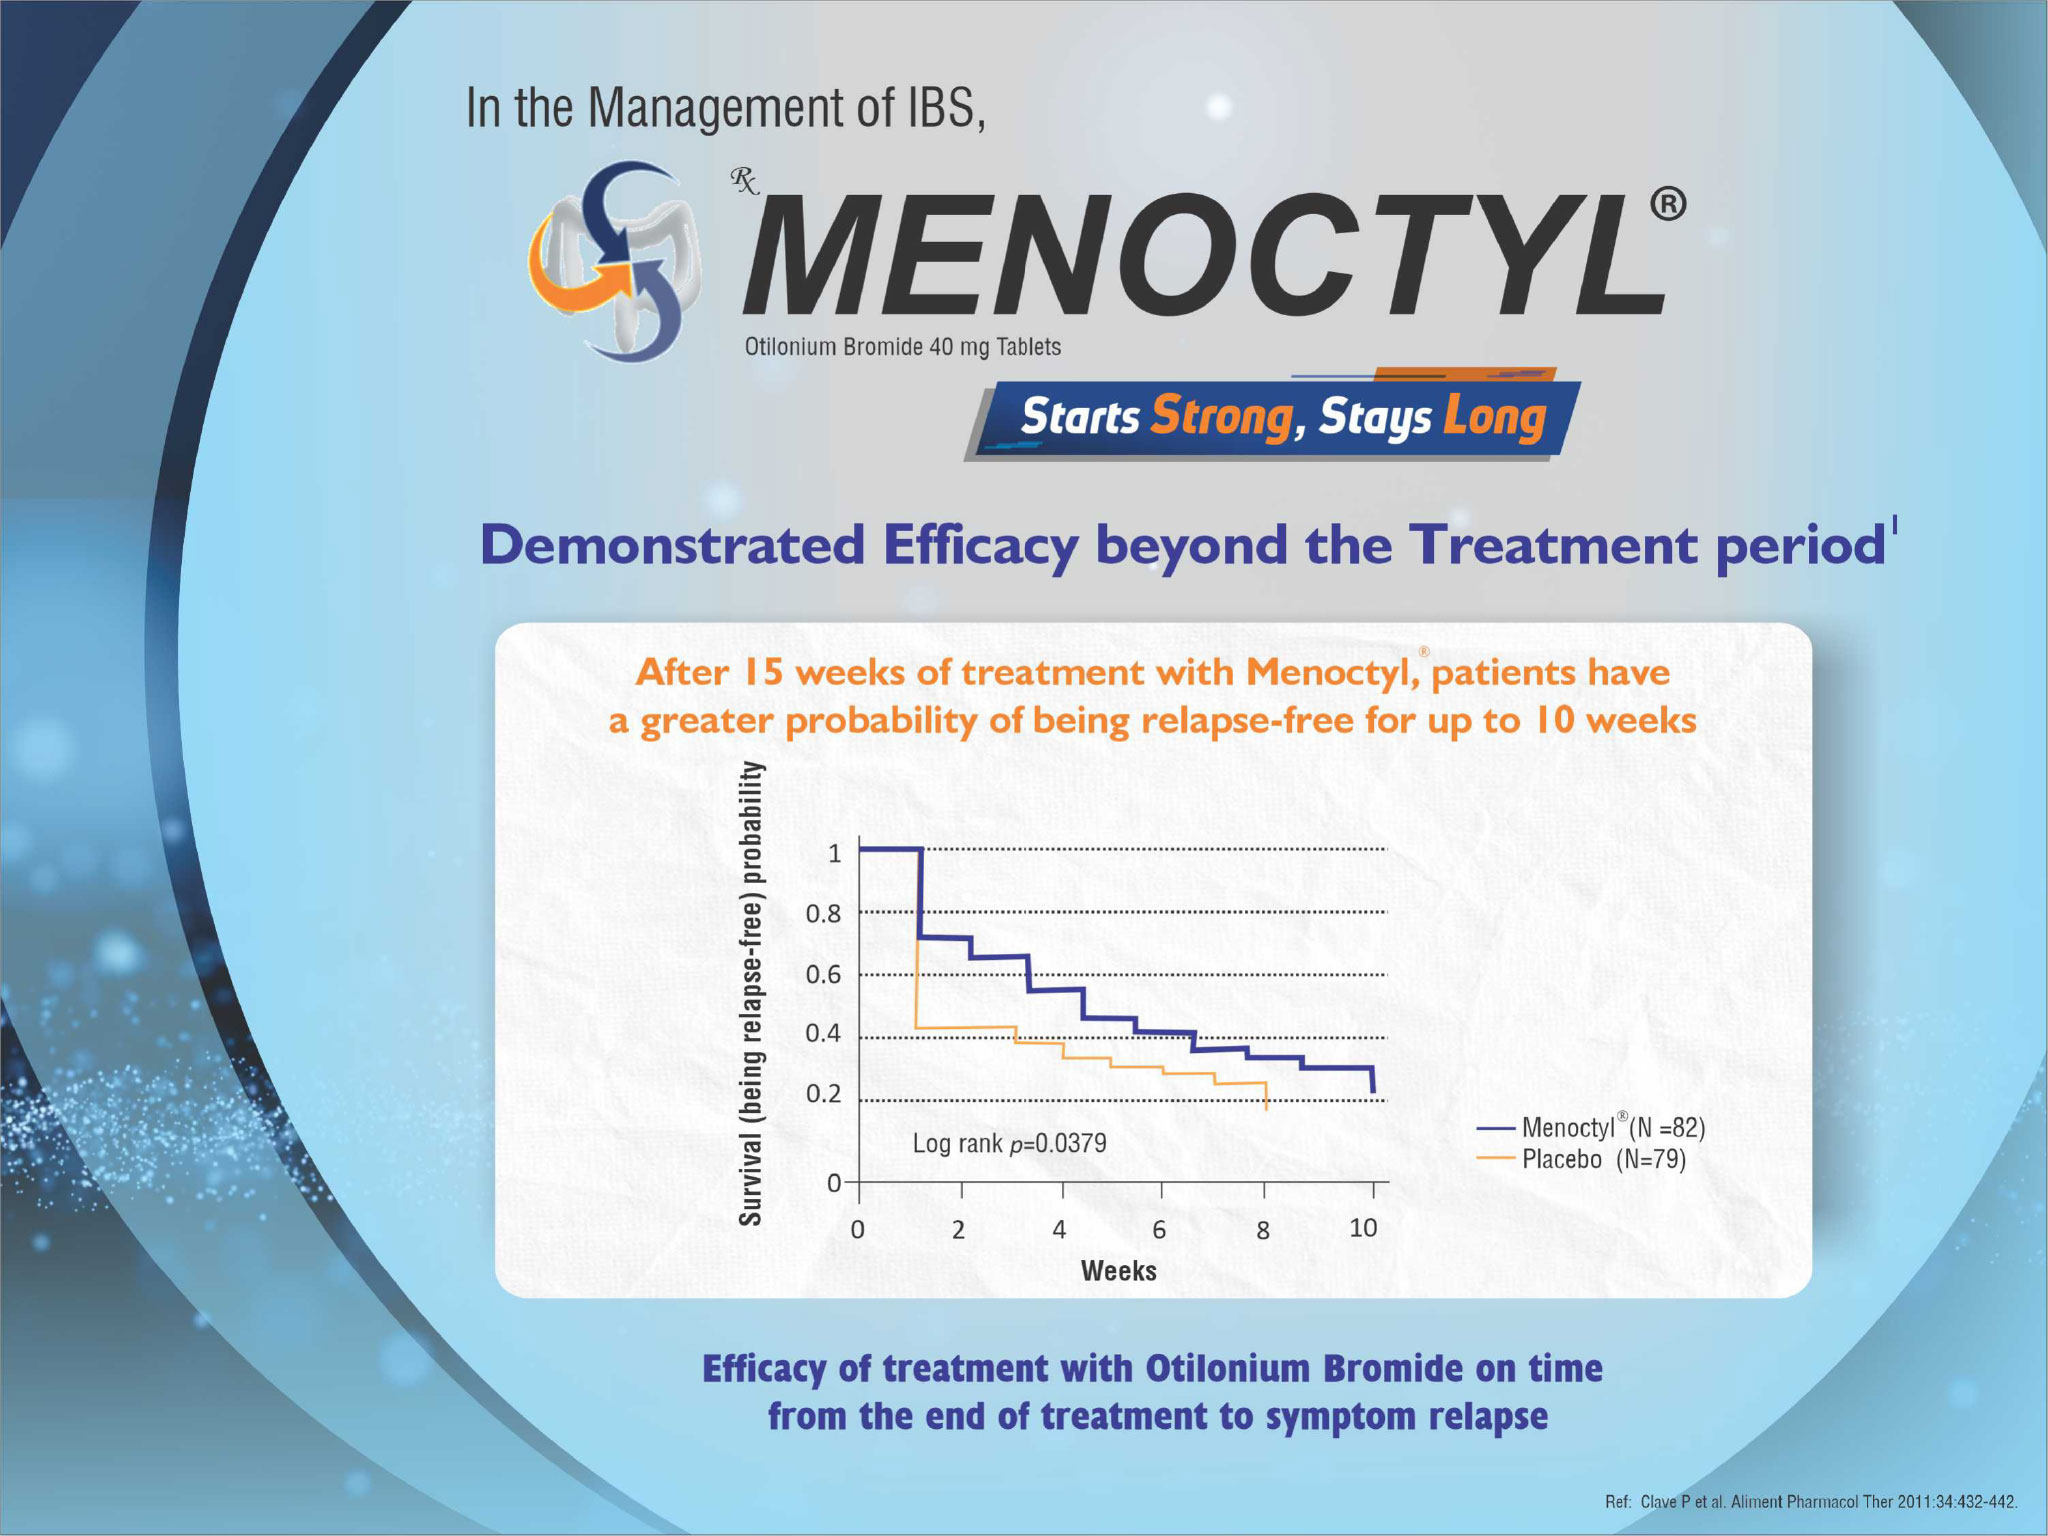 In the Management of IBS,
Rx MENOCTYL®
Otilonium Bromide 40 mg Tablets
Starts Strong, Stays Long
Demonstrated Efficacy beyond the Treatment period¹
After 15 weeks of treatment with Menoctyl,® patients have
a greater probability of being relapse-free for up to 10 weeks
Survival (being relapse-free) probability
1
0.8
0.6
0.4
0.2
0
Log rank p=0.0379
Menoctyl® (N =82)
Placebo (N=79)
0 2 4 6 8 10
Weeks
Efficacy of treatment with Otilonium Bromide on time
from the end of treatment to symptom relapse
Ref: Clave P et al. Aliment Pharmacol Ther 2011:34:432-442.